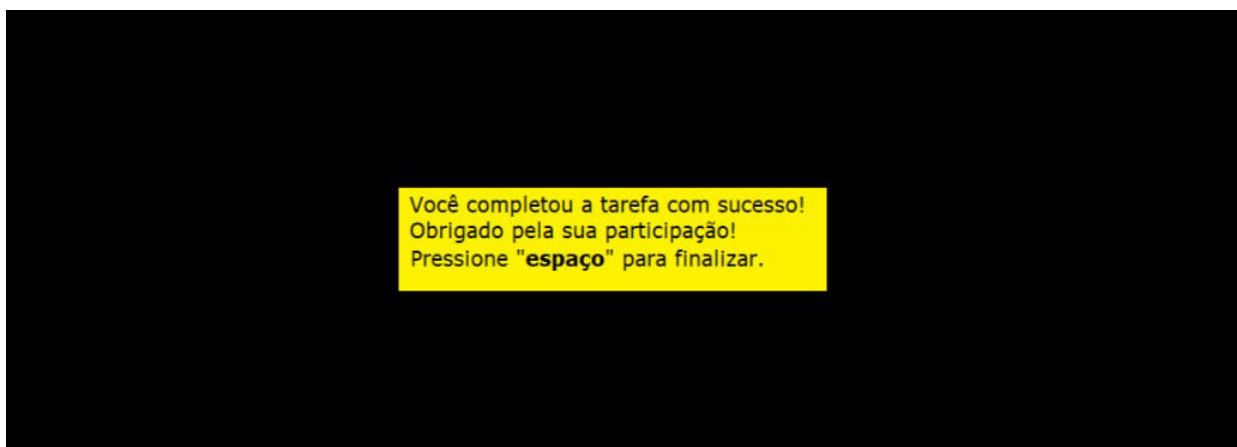 Você completou a tarefa com sucesso!
Obrigado pela sua participação!
Pressione "espaço" para finalizar.